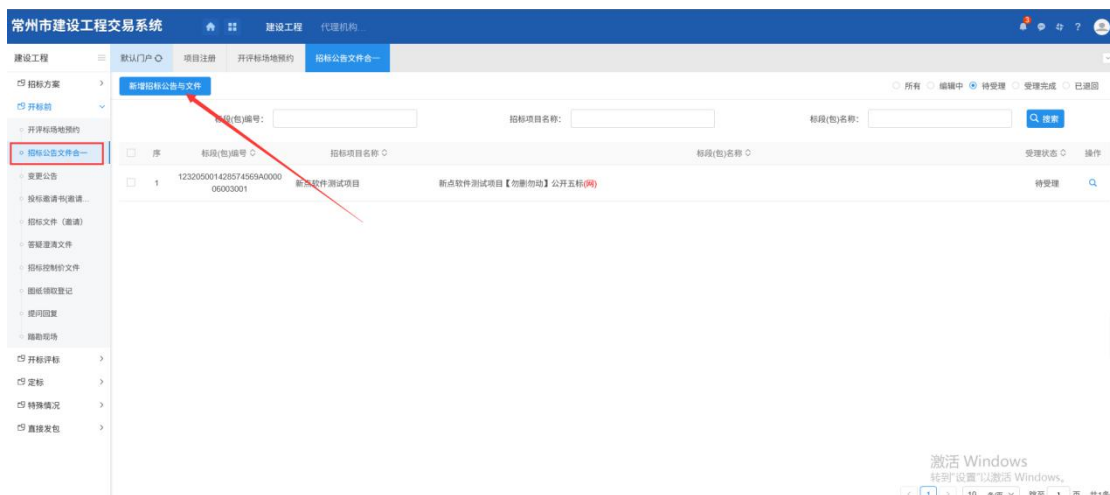 常州市建设工程交易系统
建设工程
代理机构...
3
?
建设工程
默认门户
项目注册
开评标场地预约
招标公告文件合一
招标方案
开标前
开评标场地预约
招标公告文件合一
变更公告
投标邀请书(邀请...
招标文件（邀请）
答疑澄清文件
招标控制价文件
图纸领取登记
提问回复
踏勘现场
开标评标
定标
特殊情况
直接发包
新增招标公告与文件
所有 编辑中 待受理 受理完成 已退回
标段(包)编号:
招标项目名称:
标段(包)名称:
搜索
序 标段(包)编号 招标项目名称 标段(包)名称 受理状态 操作
1 123205001428574569A0000
06003001 新点软件测试项目 新点软件测试项目【勿删勿动】公开五标(网) 待受理
激活 Windows
转到"设置"以激活 Windows。
1 10 跳至 1 页 共1条